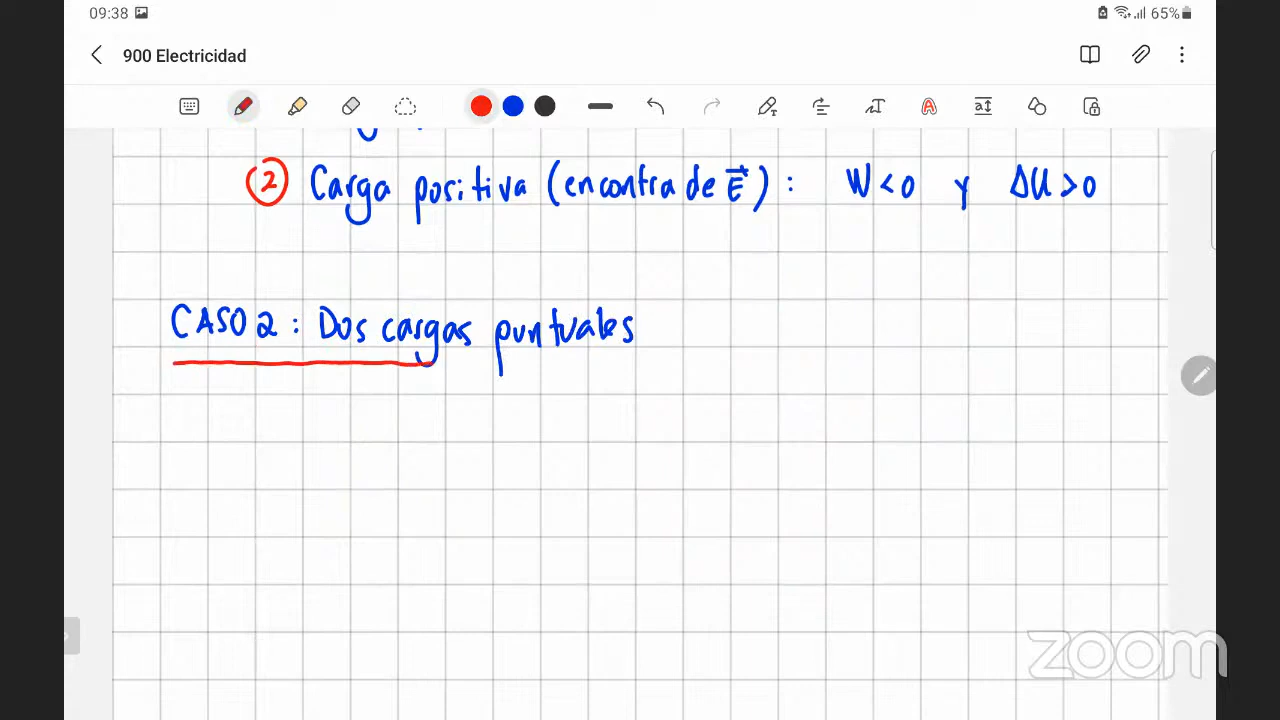 09:38 65%
900 Electricidad
② Carga positiva (en contra de E⃗): W<0 y ΔU>0
CASO 2: Dos cargas puntuales
zoom